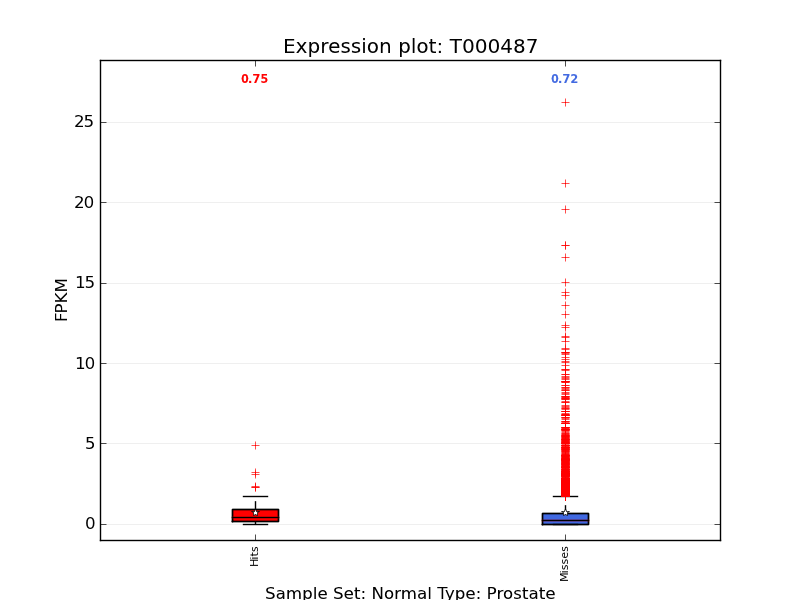 Expression plot: T000487
0.75
0.72
25
20
15
10
5
0
FPKM
Hits
Misses
Sample Set: Normal Type: Prostate